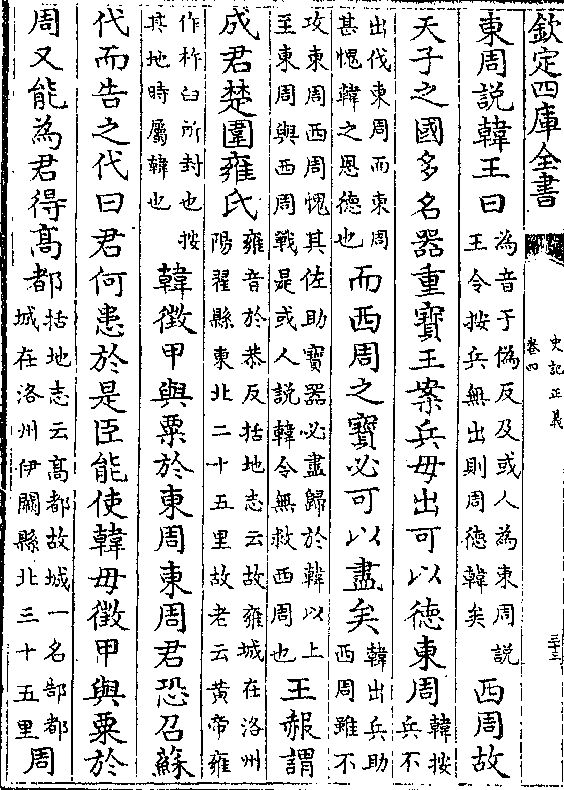 欽定四庫全書
史記正義
卷四
三十三
東周説韓王曰為音于偽反及或人為東周説王令按兵無出則周德韓矣西周故
天子之國多名器重寶王案兵毋出可以德東周韓按兵不
出伐東周而東周甚愧韓之恩德也而西周之寶必可以盡矣韓出兵助西周雖不
攻東周西周愧其佐助寶器必盡歸於韓以上至東周與西周戰是或人説韓令無救西周也王赧謂
成君楚圍雍氏雍音於恭反括地志云故雍城在洛州陽翟縣東北二十五里故老云黄帝雍
作杵臼所封也按其地時屬韓也韓徵甲與粟於東周東周君恐召蘇
代而告之代曰君何患於是臣能使韓毋徵甲與粟於
周又能為君得髙都括地志云髙都故城一名郜都城在洛州伊闕縣北三十五里周